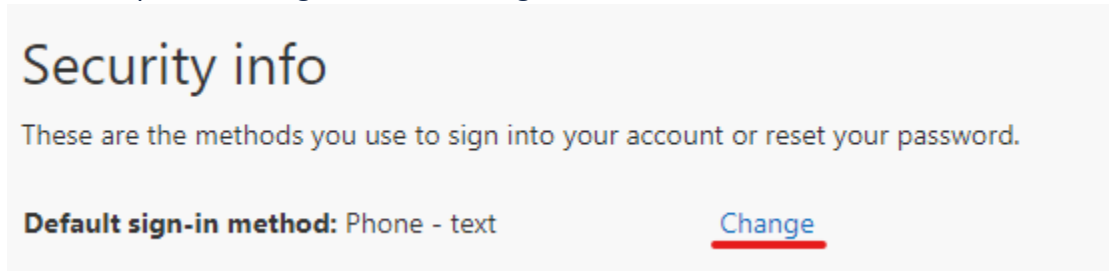 Security info
These are the methods you use to sign into your account or reset your password.
Default sign-in method: Phone - text Change